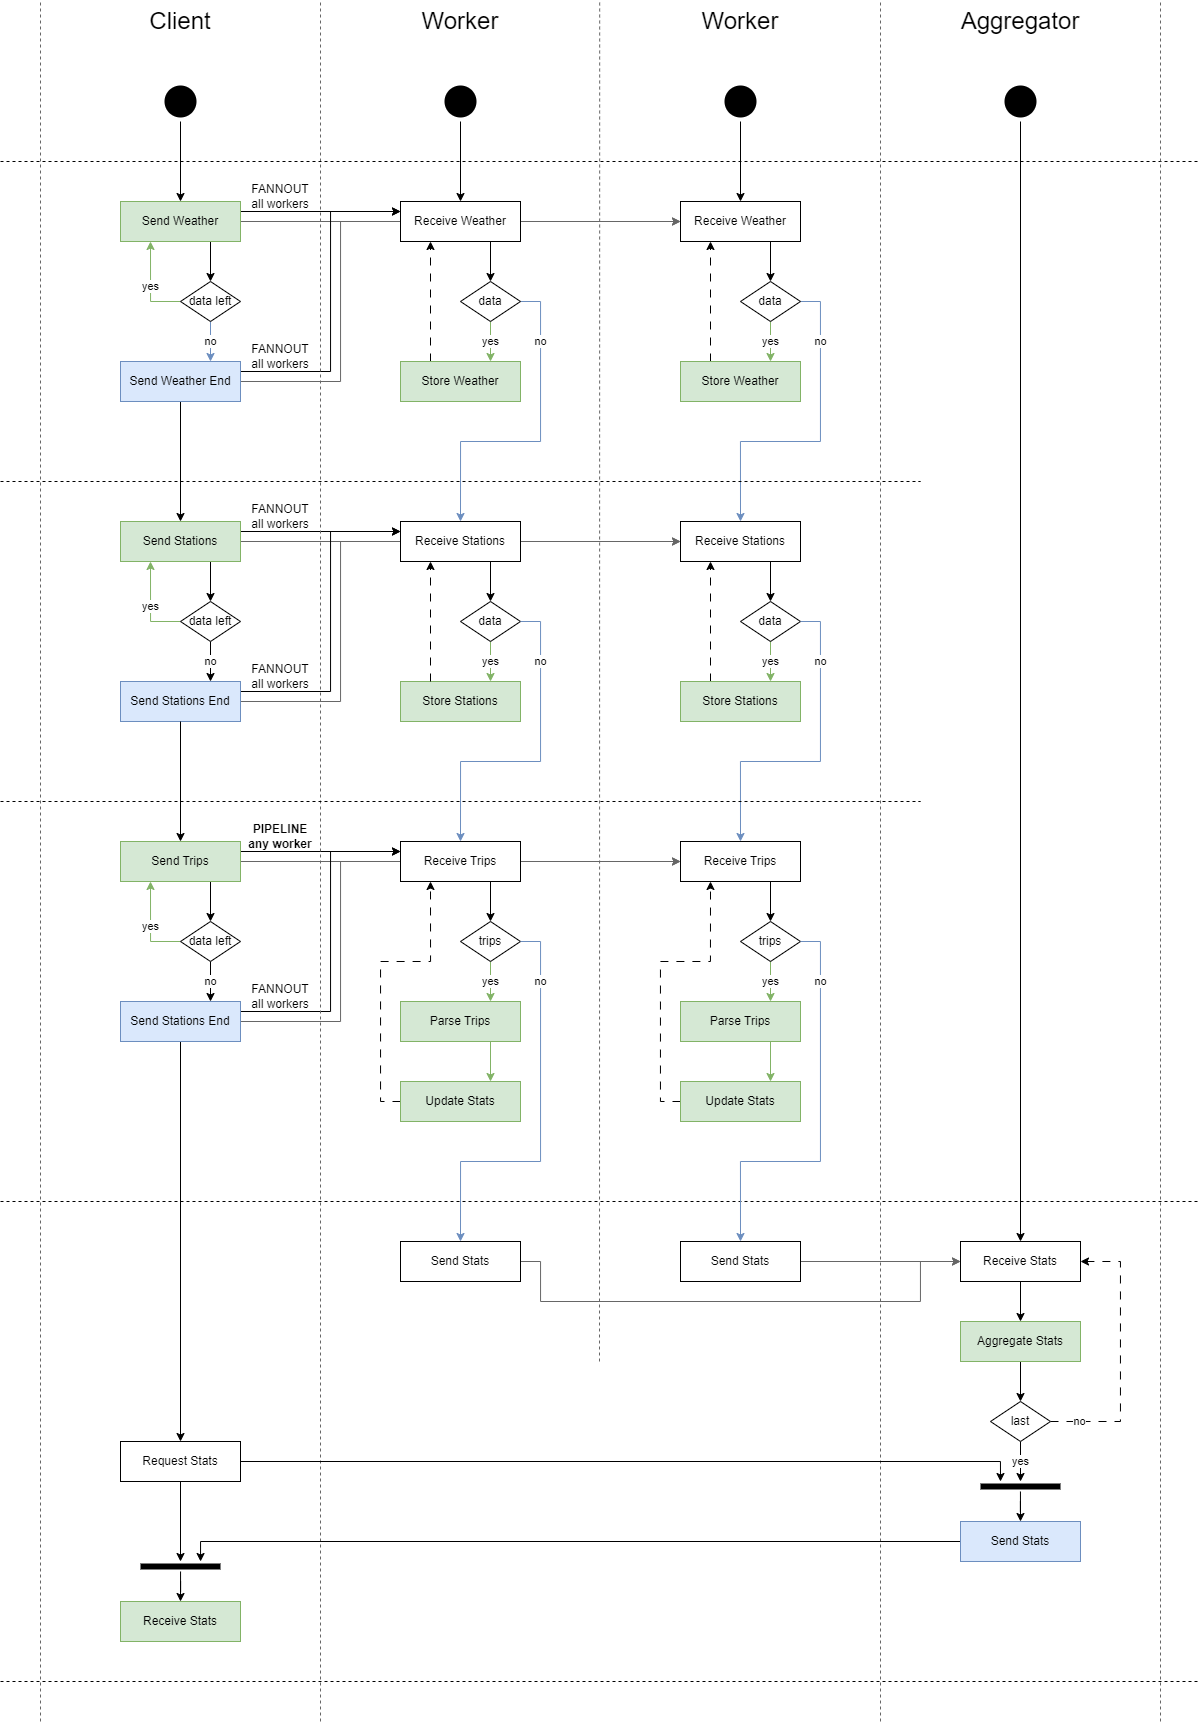 Client
Worker
Worker
Aggregator
FANNOUT
all workers
Send Weather
Receive Weather
Receive Weather
yes
data left
data
data
no
yes
no
yes
no
FANNOUT
all workers
Send Weather End
Store Weather
Store Weather
FANNOUT
all workers
Send Stations
Receive Stations
Receive Stations
yes
data left
data
data
no
yes
no
yes
no
FANNOUT
all workers
Send Stations End
Store Stations
Store Stations
PIPELINE
any worker
Send Trips
Receive Trips
Receive Trips
yes
data left
trips
trips
no
yes
no
yes
no
FANNOUT
all workers
Send Stations End
Parse Trips
Parse Trips
Update Stats
Update Stats
Send Stats
Send Stats
Receive Stats
Aggregate Stats
last
no
Request Stats
yes
Send Stats
Receive Stats